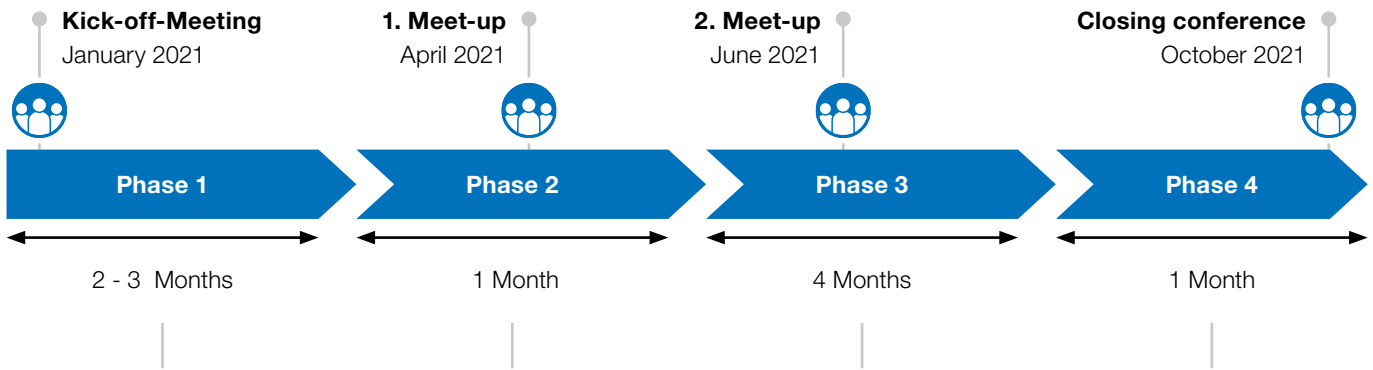 Kick-off-Meeting
January 2021
1. Meet-up
April 2021
2. Meet-up
June 2021
Closing conference
October 2021
Phase 1
Phase 2
Phase 3
Phase 4
2 - 3 Months
1 Month
4 Months
1 Month